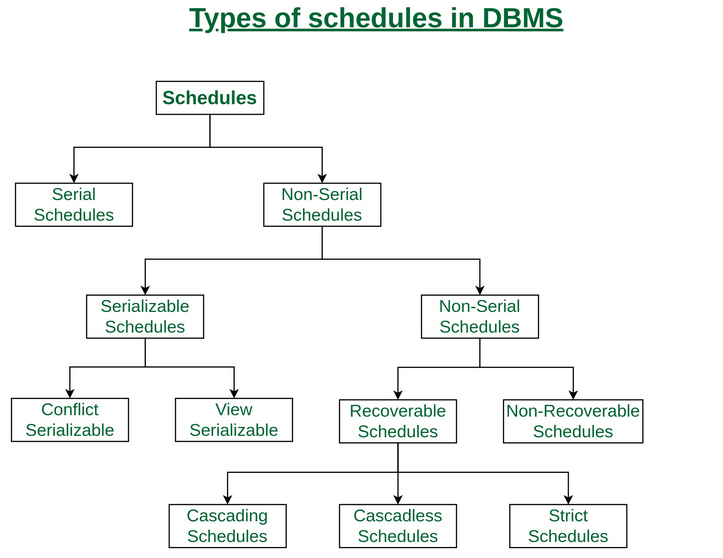 Types of schedules in DBMS
Schedules
Serial
Schedules
Non-Serial
Schedules
Serializable
Schedules
Non-Serial
Schedules
Conflict
Serializable
View
Serializable
Recoverable
Schedules
Non-Recoverable
Schedules
Cascading
Schedules
Cascadless
Schedules
Strict
Schedules